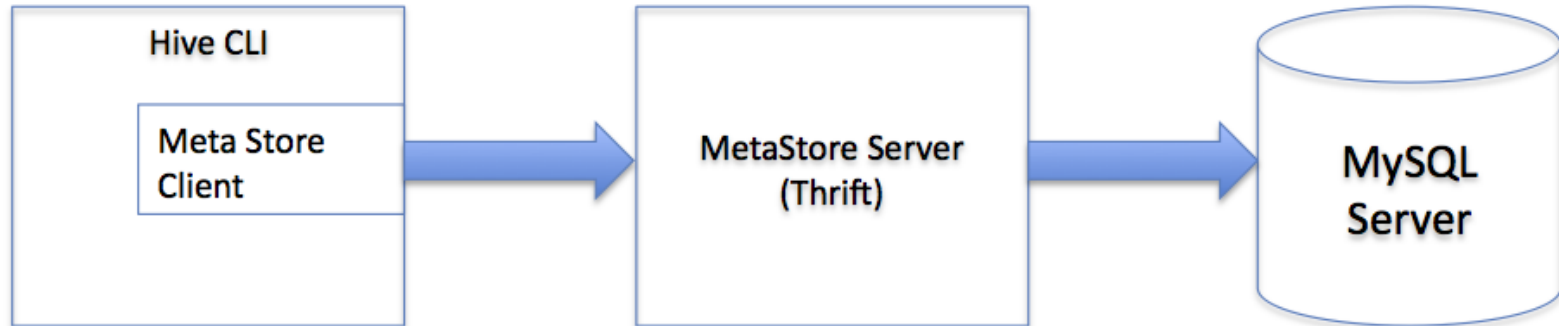 Hive CLI
Meta Store
Client
MetaStore Server
(Thrift)
MySQL
Server